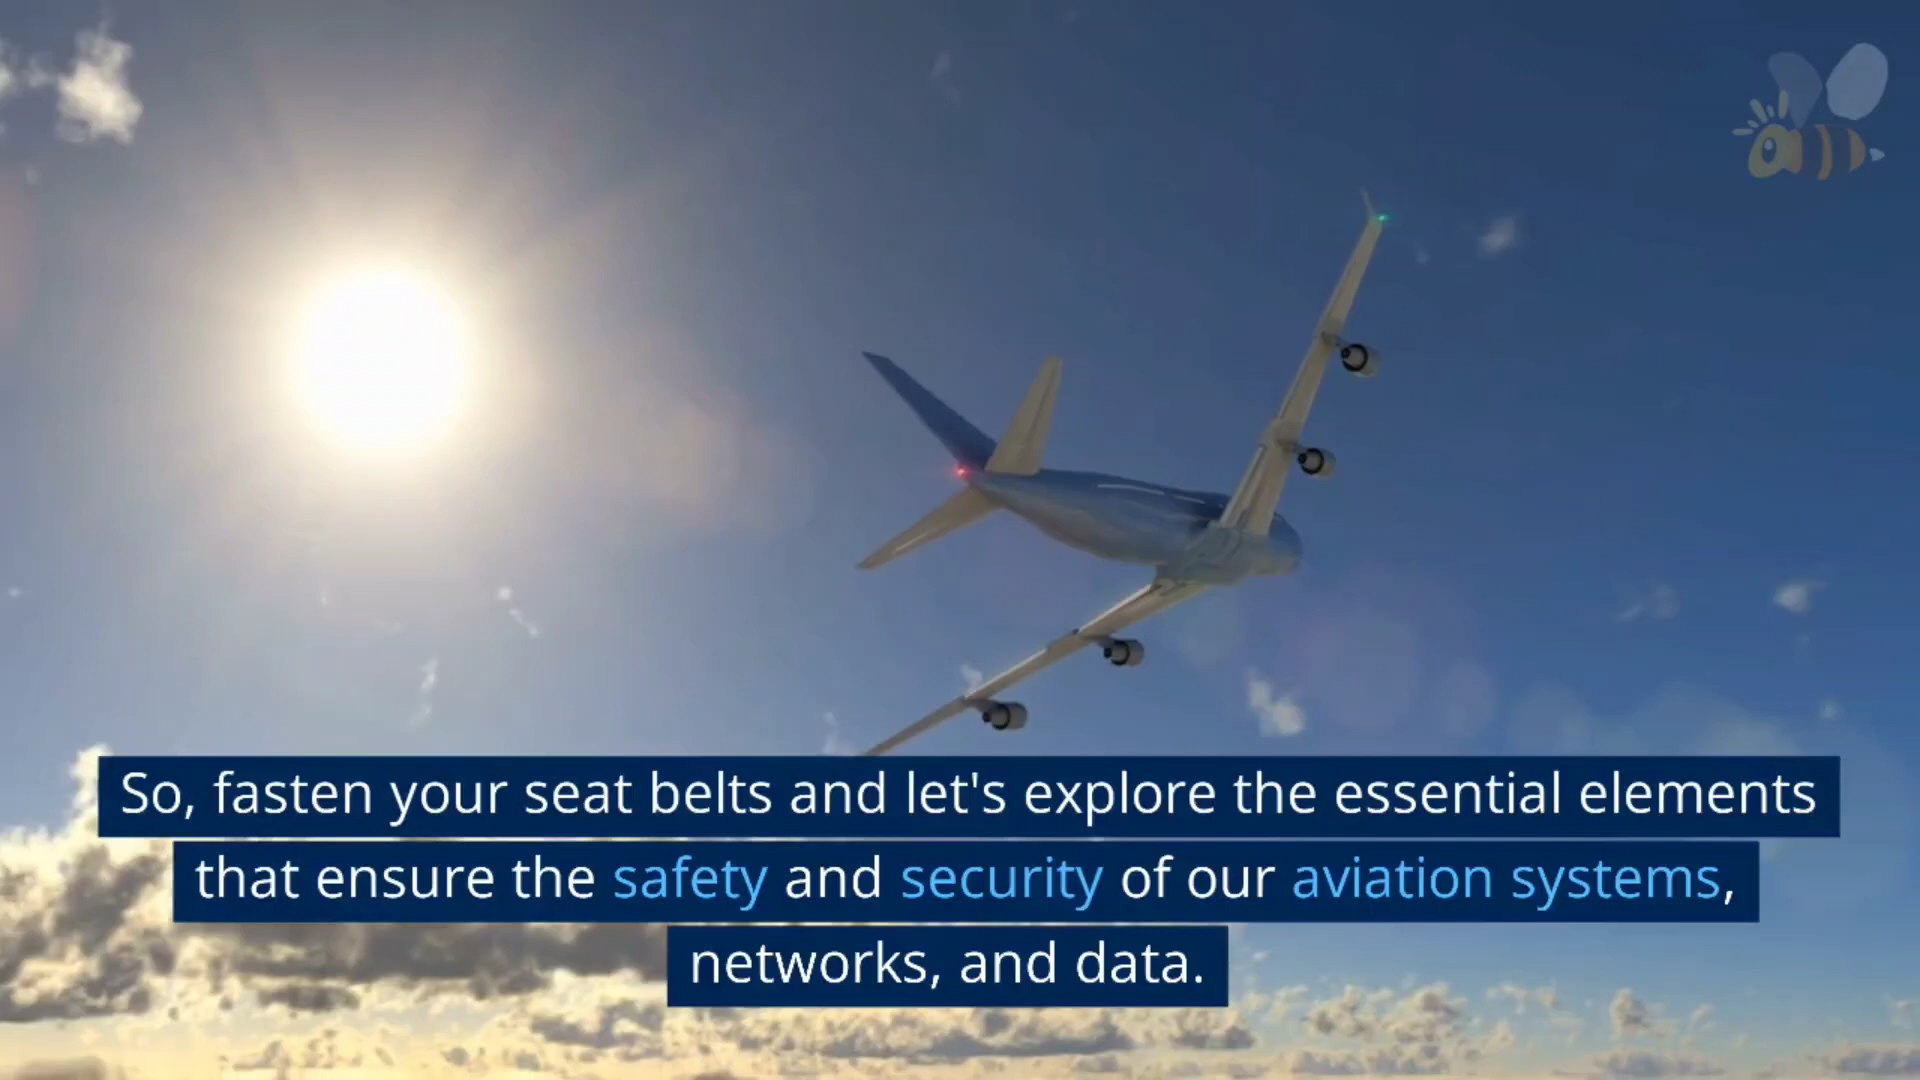 So, fasten your seat belts and let's explore the essential elements
that ensure the safety and security of our aviation systems,
networks, and data.